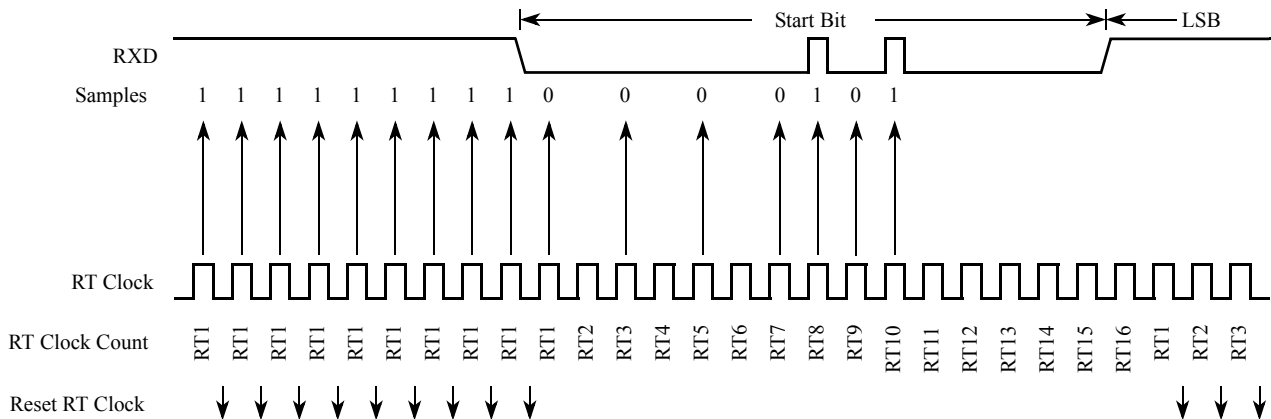 Start Bit LSB
RXD
Samples 1 1 1 1 1 1 1 1 1 0 0 0 0 1 0 1
RT Clock
RT Clock Count RT1 RT1 RT1 RT1 RT1 RT1 RT1 RT1 RT1 RT1 RT2 RT3 RT4 RT5 RT6 RT7 RT8 RT9 RT10 RT11 RT12 RT13 RT14 RT15 RT16 RT1 RT2 RT3
Reset RT Clock